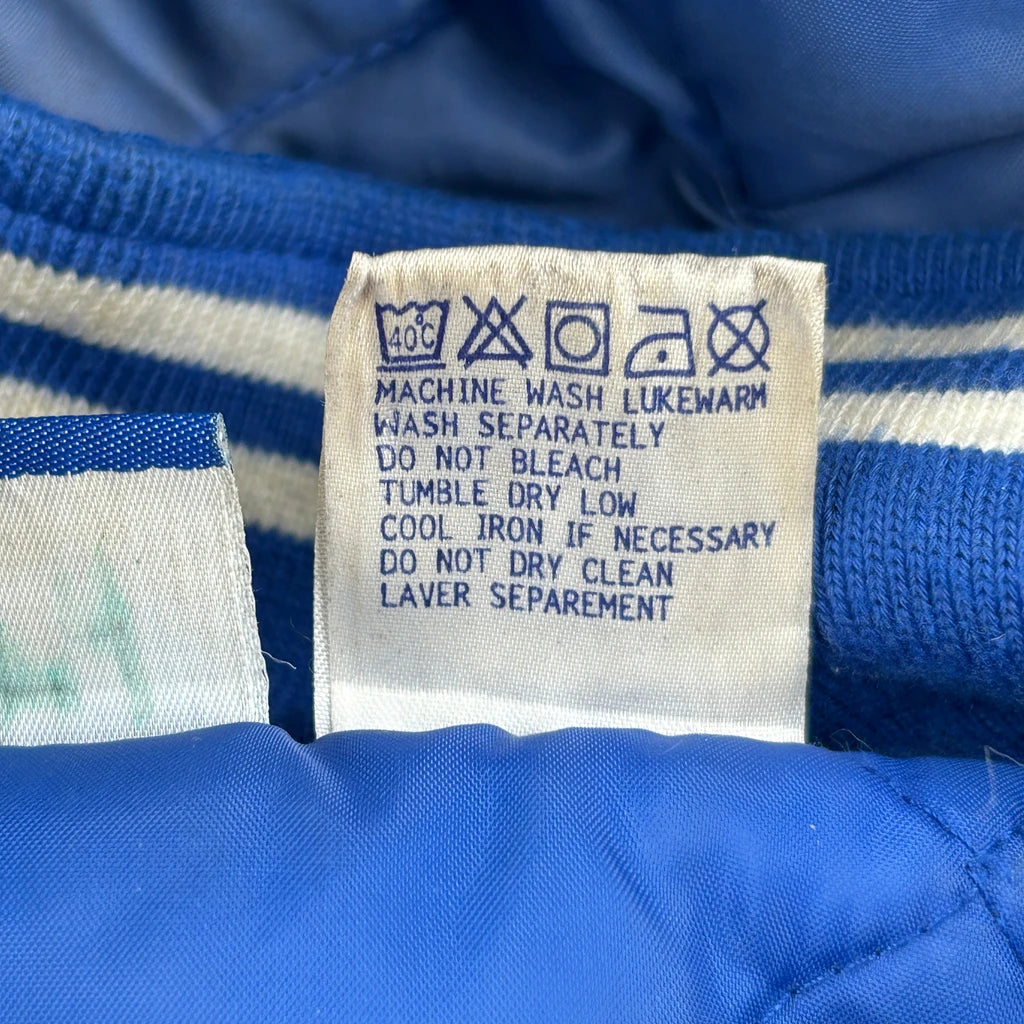 40°C
MACHINE WASH LUKEWARM
WASH SEPARATELY
DO NOT BLEACH
TUMBLE DRY LOW
COOL IRON IF NECESSARY
DO NOT DRY CLEAN
LAVER SEPAREMENT